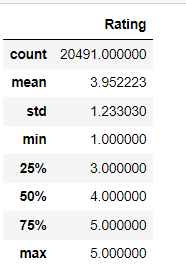 Rating
count 20491.000000
mean 3.952223
std 1.233030
min 1.000000
25% 3.000000
50% 4.000000
75% 5.000000
max 5.000000